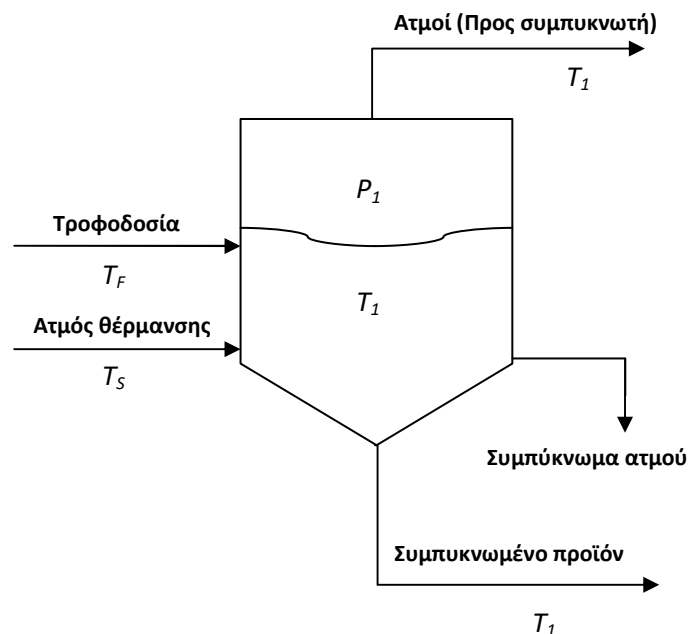 Ατμοί (Προς συμπυκνωτή)
T1
P1
Τροφοδοσία
TF
T1
Ατμός θέρμανσης
TS
Συμπύκνωμα ατμού
Συμπυκνωμένο προϊόν
T1